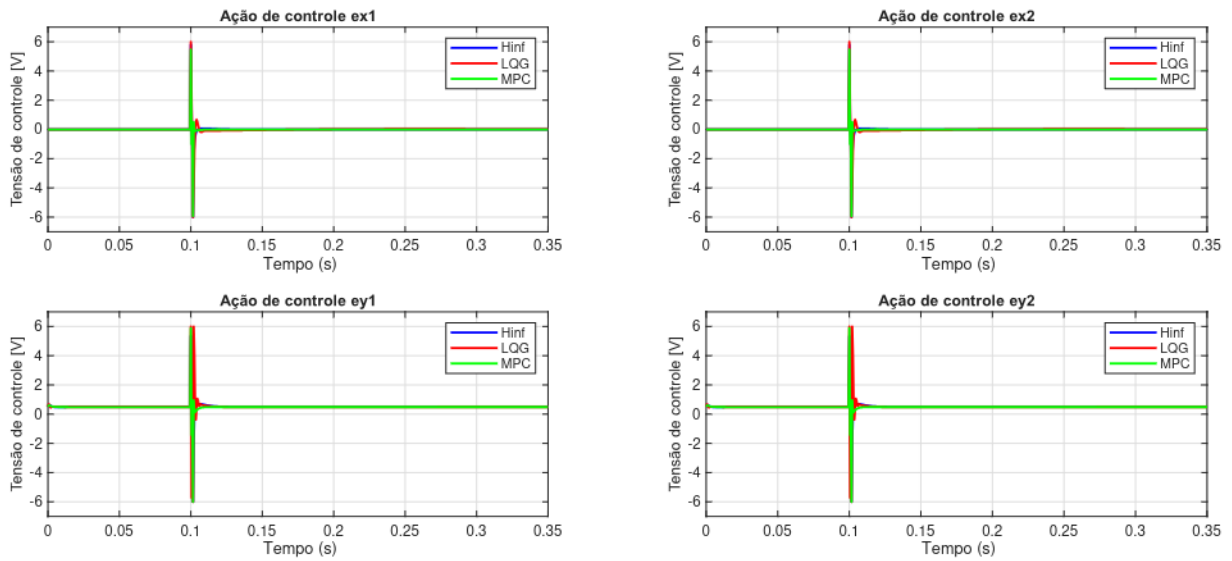 Ação de controle ex1
Tensão de controle [V]
6
4
2
0
-2
-4
-6
0 0.05 0.1 0.15 0.2 0.25 0.3 0.35
Tempo (s)
Hinf
LQG
MPC
Ação de controle ex2
Tensão de controle [V]
6
4
2
0
-2
-4
-6
0 0.05 0.1 0.15 0.2 0.25 0.3 0.35
Tempo (s)
Hinf
LQG
MPC
Ação de controle ey1
Tensão de controle [V]
6
4
2
0
-2
-4
-6
0 0.05 0.1 0.15 0.2 0.25 0.3 0.35
Tempo (s)
Hinf
LQG
MPC
Ação de controle ey2
Tensão de controle [V]
6
4
2
0
-2
-4
-6
0 0.05 0.1 0.15 0.2 0.25 0.3 0.35
Tempo (s)
Hinf
LQG
MPC